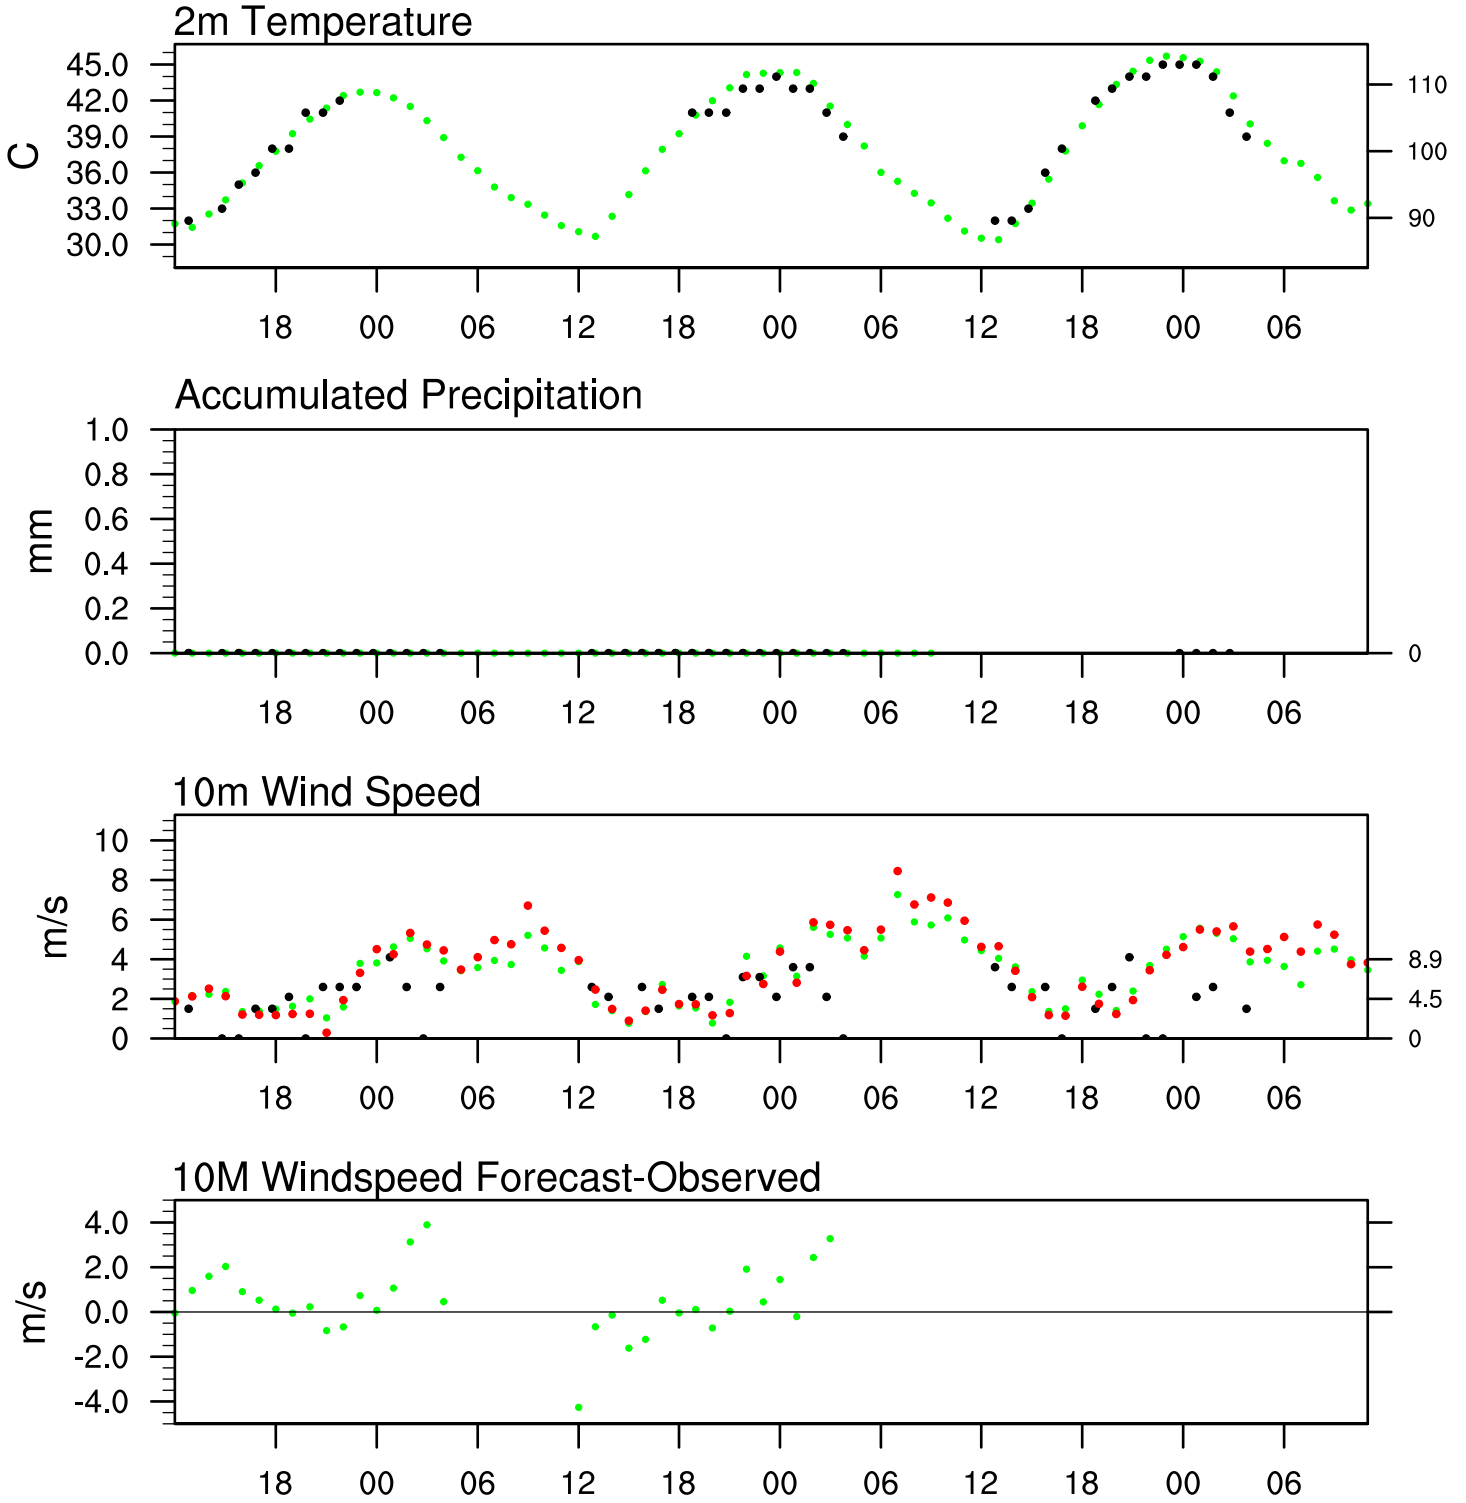 2m Temperature
45.0
42.0
39.0
36.0
33.0
30.0
C
110
100
90
18 00 06 12 18 00 06 12 18 00 06
Accumulated Precipitation
1.0
0.8
0.6
0.4
0.2
0.0
mm
0
18 00 06 12 18 00 06 12 18 00 06
10m Wind Speed
10
8
6
4
2
0
m/s
8.9
4.5
0
18 00 06 12 18 00 06 12 18 00 06
10M Windspeed Forecast-Observed
4.0
2.0
0.0
-2.0
-4.0
m/s
18 00 06 12 18 00 06 12 18 00 06